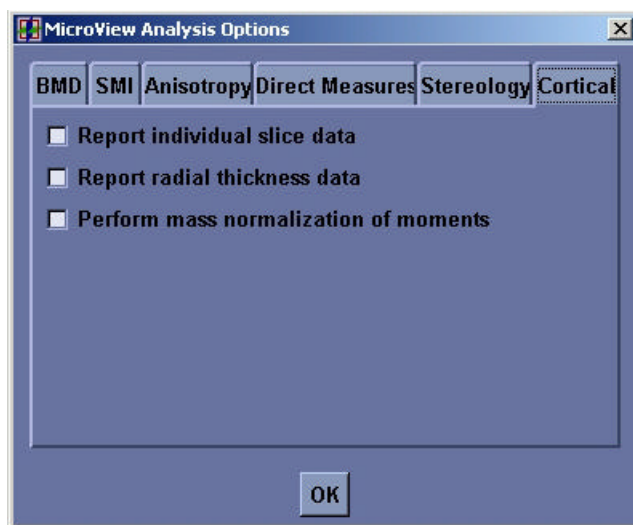 MicroView Analysis Options
BMD SMI Anisotropy Direct Measures Stereology Cortical
Report individual slice data
Report radial thickness data
Perform mass normalization of moments
OK